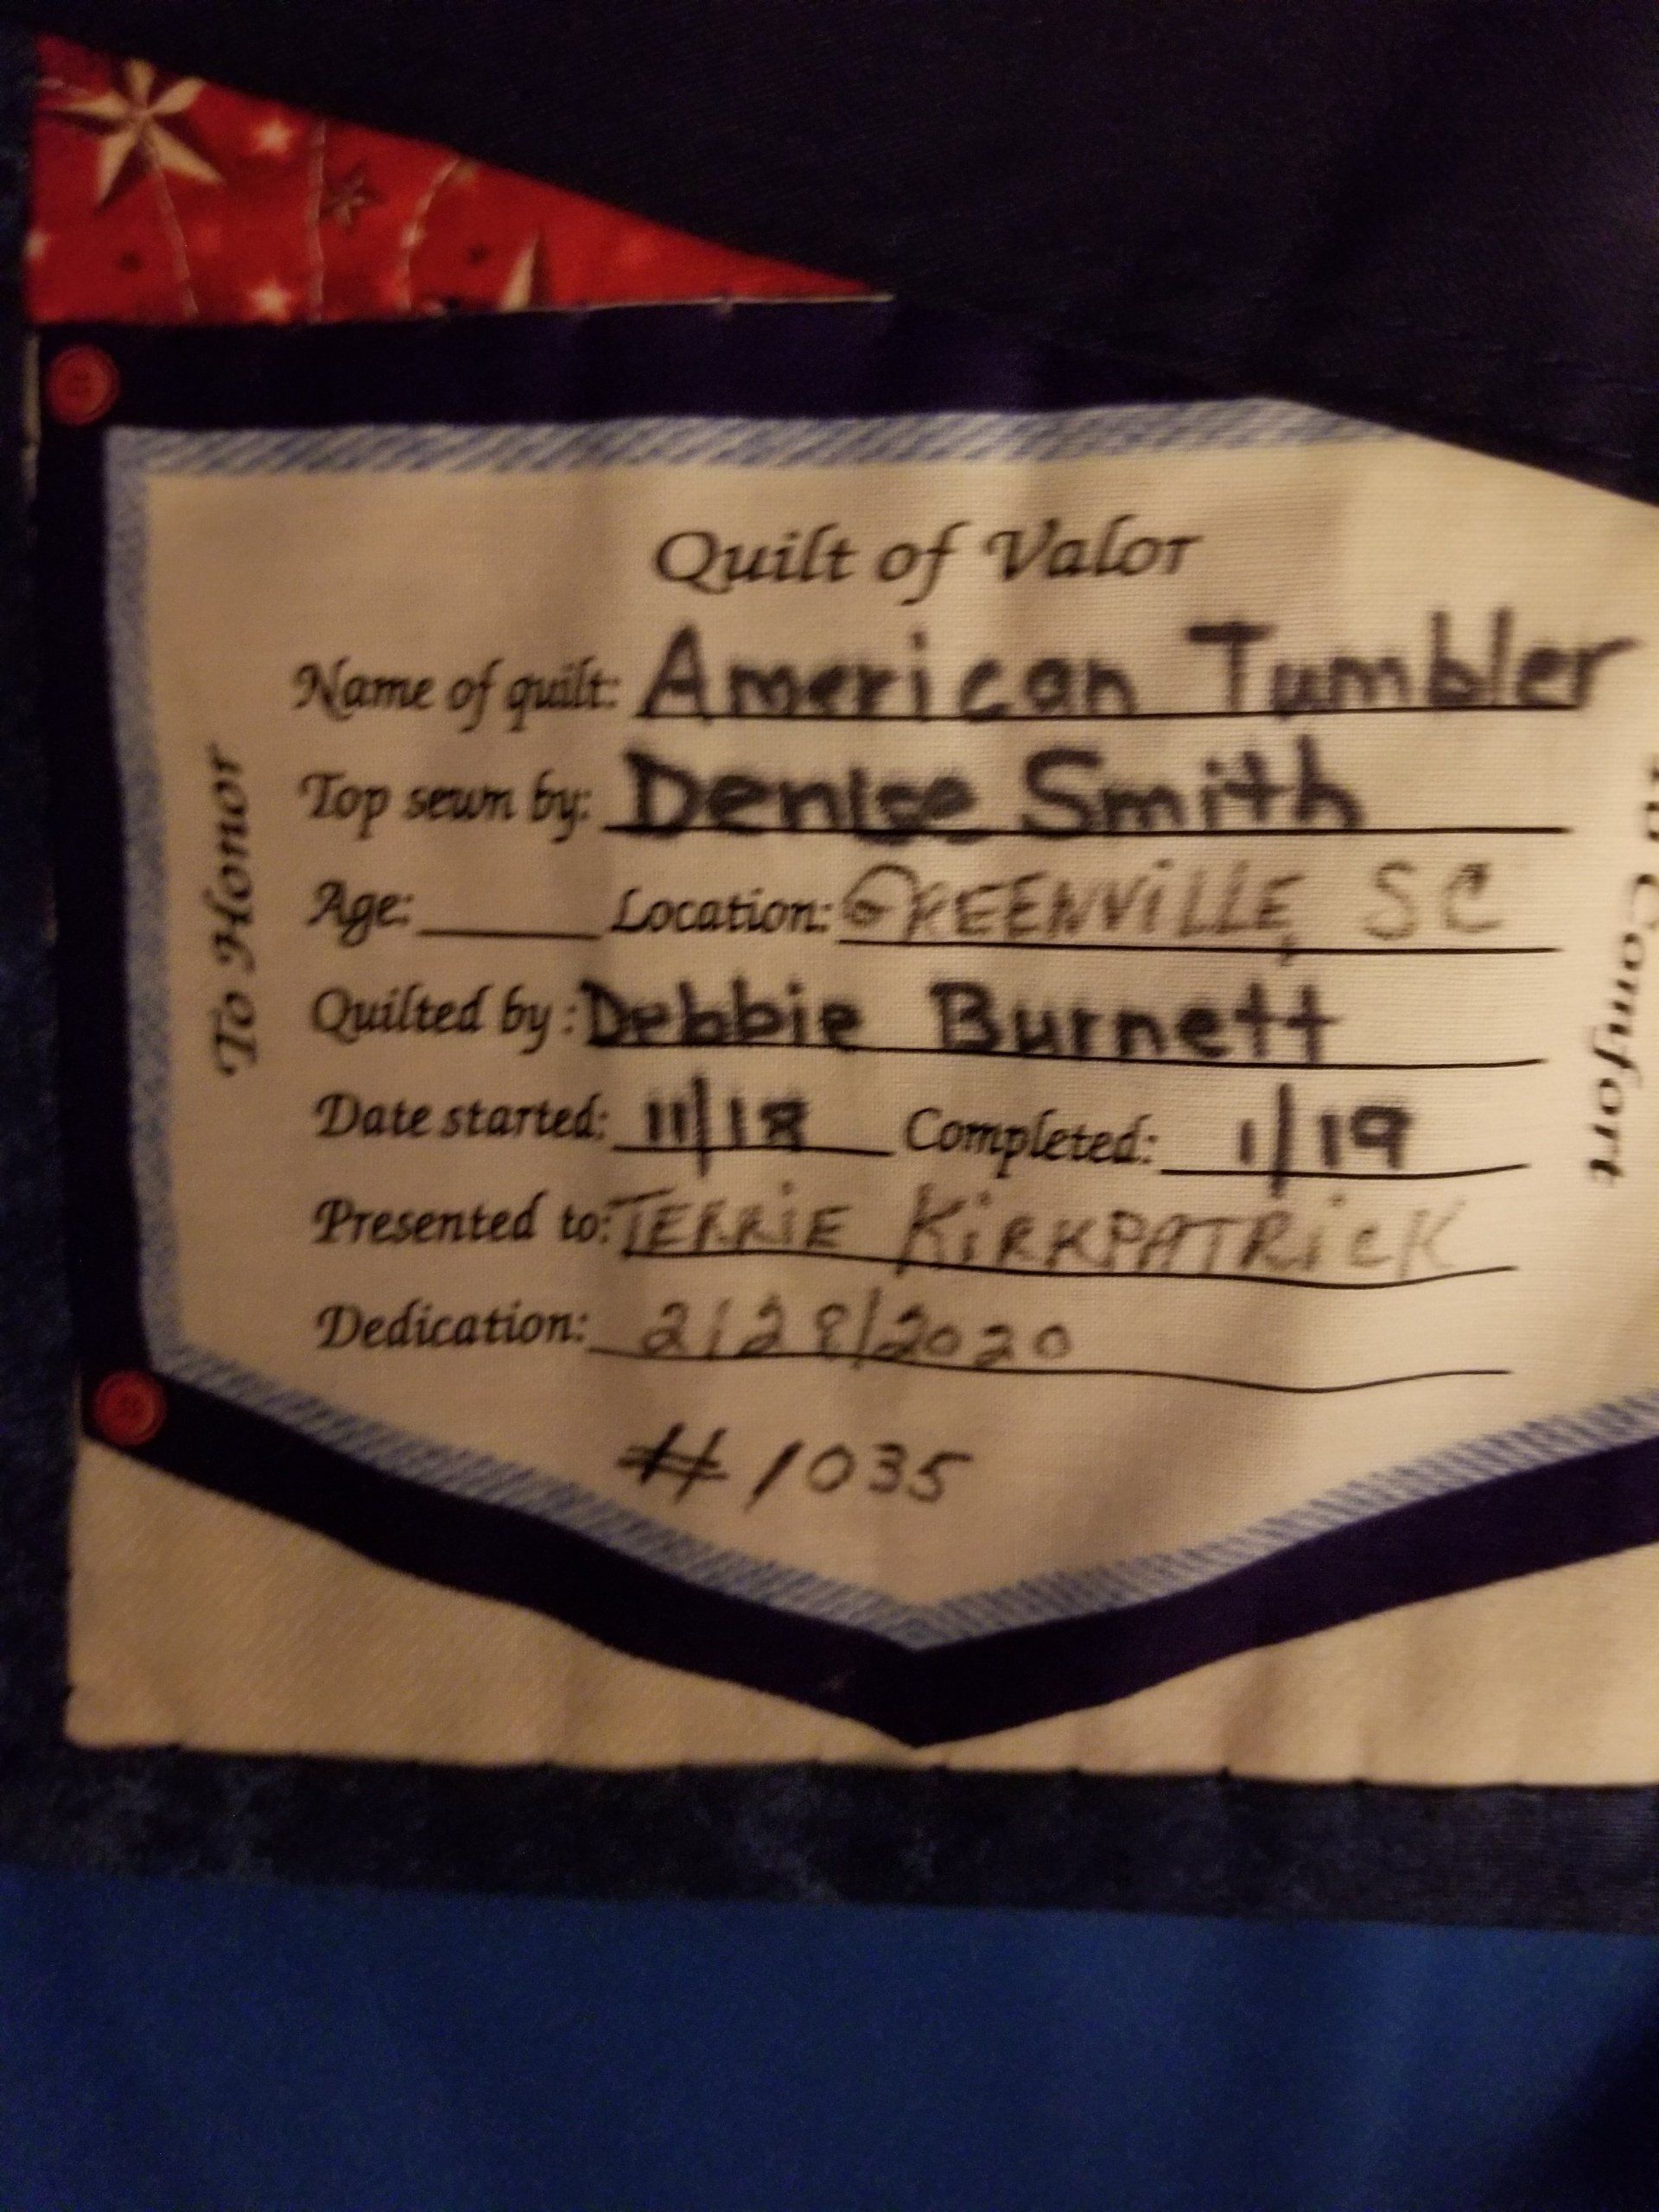 Quilt of Valor
Name of quilt: American Tumbler
Top sewn by: Denise Smith
Age: Location: GREENViLLE, SC
Quilted by: Debbie Burnett
Date started: 11/18 Completed: 1/19
Presented to: TERRiE KiRKPATRiCK
Dedication: 2/28/2020
#1035
To Honor
Comfort